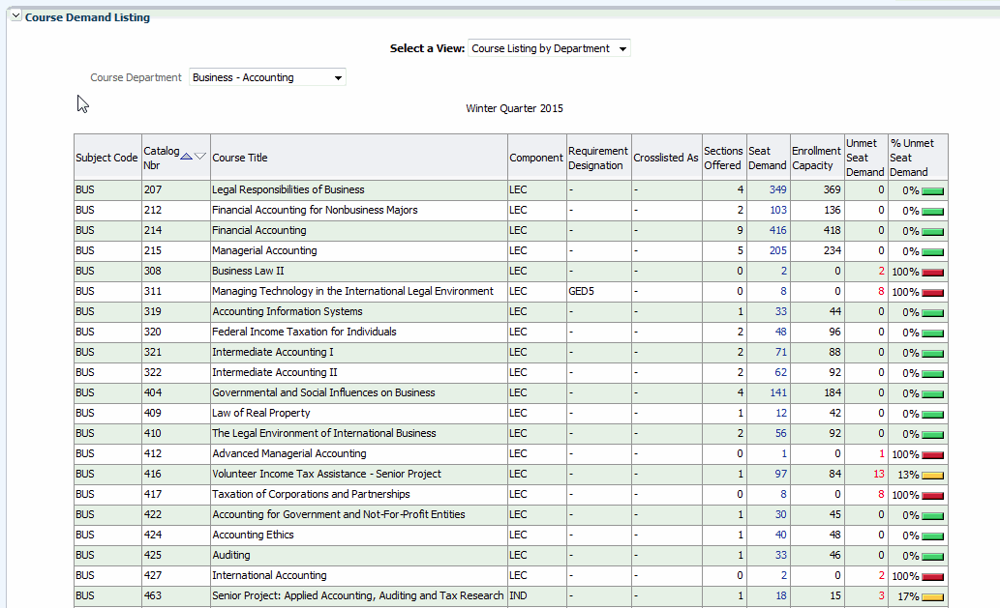 Course Demand Listing
Select a View: Course Listing by Department
Course Department Business - Accounting
Winter Quarter 2015
Subject Code Catalog Nbr Course Title Component Requirement Designation Crosslisted As Sections Offered Seat Demand Enrollment Capacity Unmet Seat Demand % Unmet Seat Demand
BUS 207 Legal Responsibilities of Business LEC - - 4 349 369 0 0%
BUS 212 Financial Accounting for Nonbusiness Majors LEC - - 2 103 136 0 0%
BUS 214 Financial Accounting LEC - - 9 416 418 0 0%
BUS 215 Managerial Accounting LEC - - 5 205 234 0 0%
BUS 308 Business Law II LEC - - 0 2 0 2 100%
BUS 311 Managing Technology in the International Legal Environment LEC GED5 - 0 8 0 8 100%
BUS 319 Accounting Information Systems LEC - - 1 33 44 0 0%
BUS 320 Federal Income Taxation for Individuals LEC - - 2 48 96 0 0%
BUS 321 Intermediate Accounting I LEC - - 2 71 88 0 0%
BUS 322 Intermediate Accounting II LEC - - 2 62 92 0 0%
BUS 404 Governmental and Social Influences on Business LEC - - 4 141 184 0 0%
BUS 409 Law of Real Property LEC - - 1 12 42 0 0%
BUS 410 The Legal Environment of International Business LEC - - 2 56 92 0 0%
BUS 412 Advanced Managerial Accounting LEC - - 0 1 0 1 100%
BUS 416 Volunteer Income Tax Assistance - Senior Project LEC - - 1 97 84 13 13%
BUS 417 Taxation of Corporations and Partnerships LEC - - 0 8 0 8 100%
BUS 422 Accounting for Government and Not-For-Profit Entities LEC - - 1 30 45 0 0%
BUS 424 Accounting Ethics LEC - - 1 40 48 0 0%
BUS 425 Auditing LEC - - 1 33 46 0 0%
BUS 427 International Accounting LEC - - 0 2 0 2 100%
BUS 463 Senior Project: Applied Accounting, Auditing and Tax Research IND - - 1 18 15 3 17%